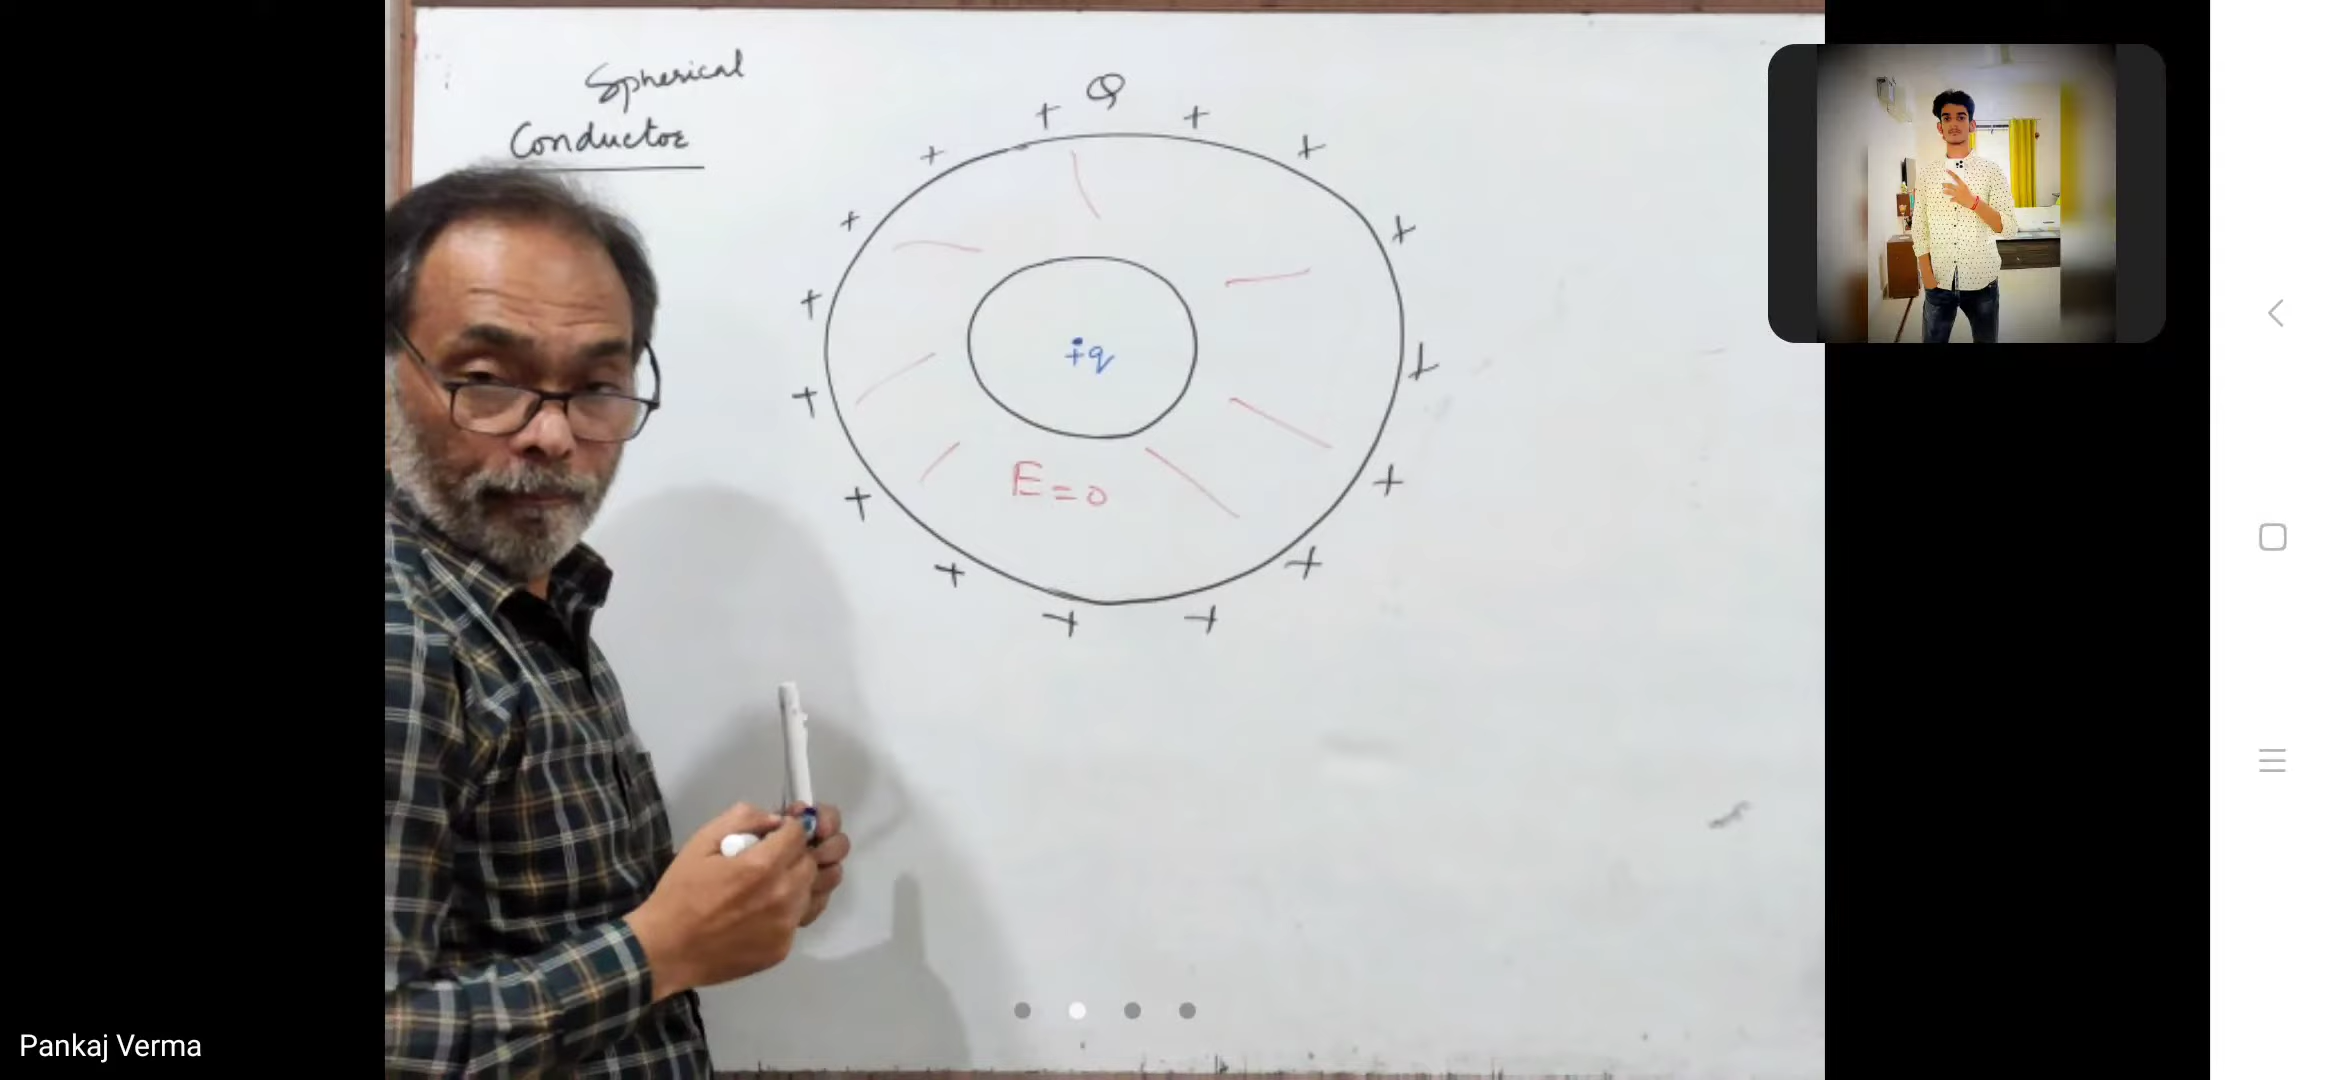 Spherical
Conductor
Q
+ + + +
+ +
+ +
+ +
+ +
+ +
+ +
+q
E=0
Pankaj Verma